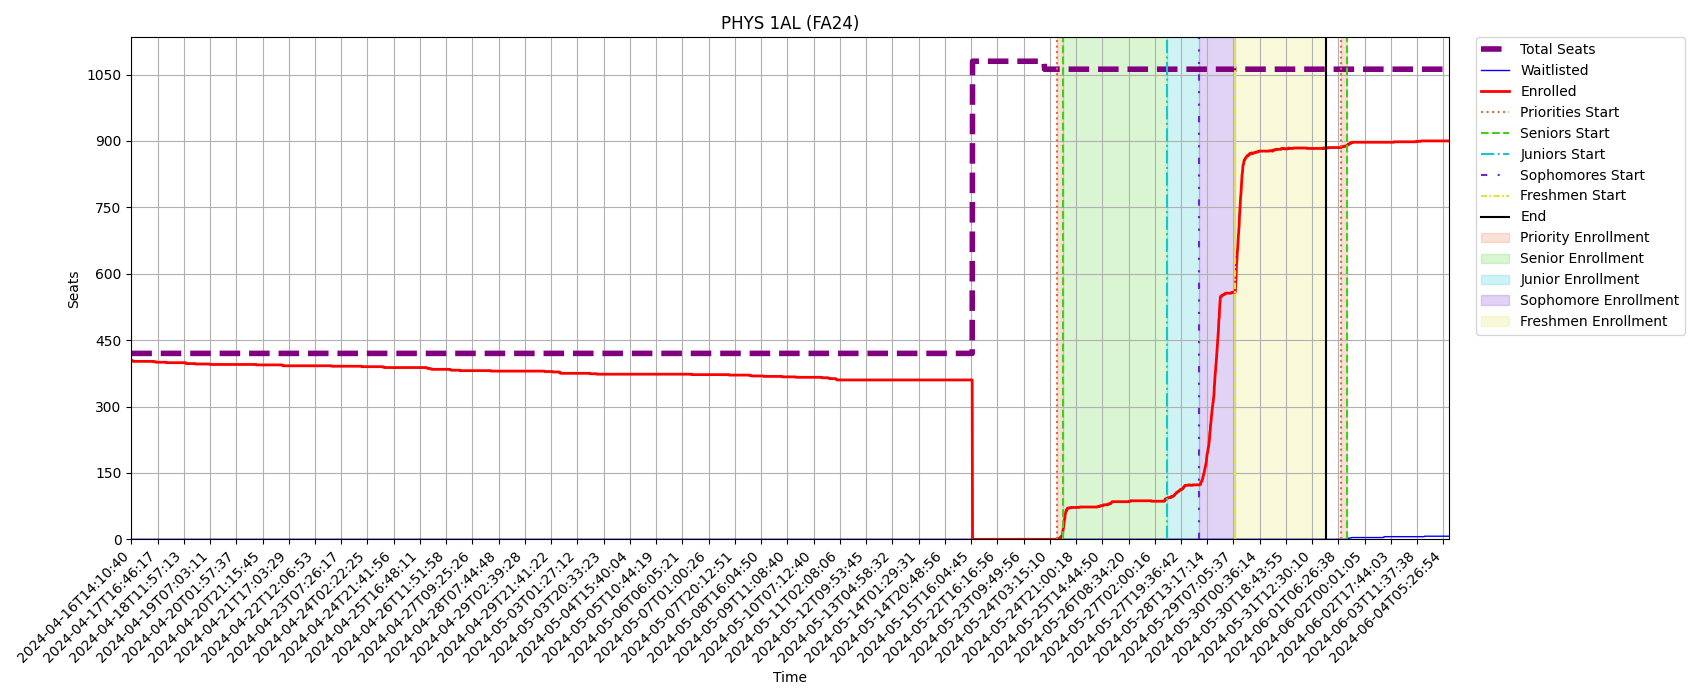 PHYS 1AL (FA24)
Seats
1050
900
750
600
450
300
150
0
2024-04-16T14:10:40
2024-04-17T16:46:17
2024-04-18T11:57:13
2024-04-19T07:03:11
2024-04-20T01:57:37
2024-04-20T21:15:45
2024-04-21T17:03:29
2024-04-22T12:06:53
2024-04-23T07:26:17
2024-04-24T02:22:25
2024-04-24T21:41:56
2024-04-25T16:48:11
2024-04-26T11:51:58
2024-04-27T09:25:26
2024-04-28T07:44:48
2024-04-29T02:39:28
2024-04-29T21:41:22
2024-05-03T01:27:12
2024-05-03T20:33:23
2024-05-04T15:40:04
2024-05-05T10:44:19
2024-05-06T06:05:21
2024-05-07T01:00:26
2024-05-07T20:12:51
2024-05-08T16:04:50
2024-05-09T11:08:40
2024-05-10T07:12:40
2024-05-11T02:08:06
2024-05-12T09:53:45
2024-05-13T04:58:32
2024-05-14T01:29:31
2024-05-14T20:48:56
2024-05-15T16:04:45
2024-05-22T16:16:56
2024-05-23T09:49:56
2024-05-24T03:15:10
2024-05-24T21:00:18
2024-05-25T14:44:50
2024-05-26T08:34:20
2024-05-27T02:00:16
2024-05-27T19:36:42
2024-05-28T13:17:14
2024-05-29T07:05:37
2024-05-30T00:36:14
2024-05-30T18:43:55
2024-05-31T12:30:10
2024-06-01T06:26:38
2024-06-02T00:01:05
2024-06-02T17:44:03
2024-06-03T11:37:38
2024-06-04T05:26:54
Time
Total Seats
Waitlisted
Enrolled
Priorities Start
Seniors Start
Juniors Start
Sophomores Start
Freshmen Start
End
Priority Enrollment
Senior Enrollment
Junior Enrollment
Sophomore Enrollment
Freshmen Enrollment